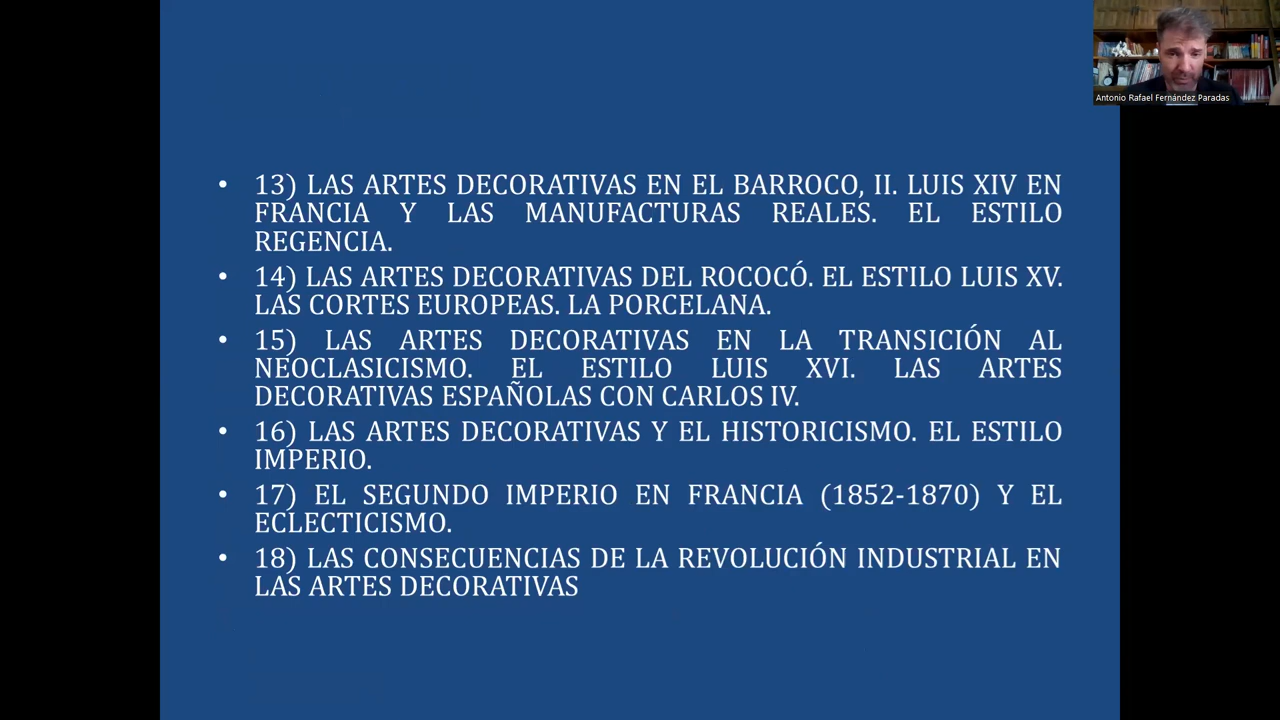 Antonio Rafael Fernández Paradas
• 13) LAS ARTES DECORATIVAS EN EL BARROCO, II. LUIS XIV EN
FRANCIA Y LAS MANUFACTURAS REALES. EL ESTILO
REGENCIA.
• 14) LAS ARTES DECORATIVAS DEL ROCOCÓ. EL ESTILO LUIS XV.
LAS CORTES EUROPEAS. LA PORCELANA.
• 15) LAS ARTES DECORATIVAS EN LA TRANSICIÓN AL
NEOCLASICISMO. EL ESTILO LUIS XVI. LAS ARTES
DECORATIVAS ESPAÑOLAS CON CARLOS IV.
• 16) LAS ARTES DECORATIVAS Y EL HISTORICISMO. EL ESTILO
IMPERIO.
• 17) EL SEGUNDO IMPERIO EN FRANCIA (1852-1870) Y EL
ECLECTICISMO.
• 18) LAS CONSECUENCIAS DE LA REVOLUCIÓN INDUSTRIAL EN
LAS ARTES DECORATIVAS